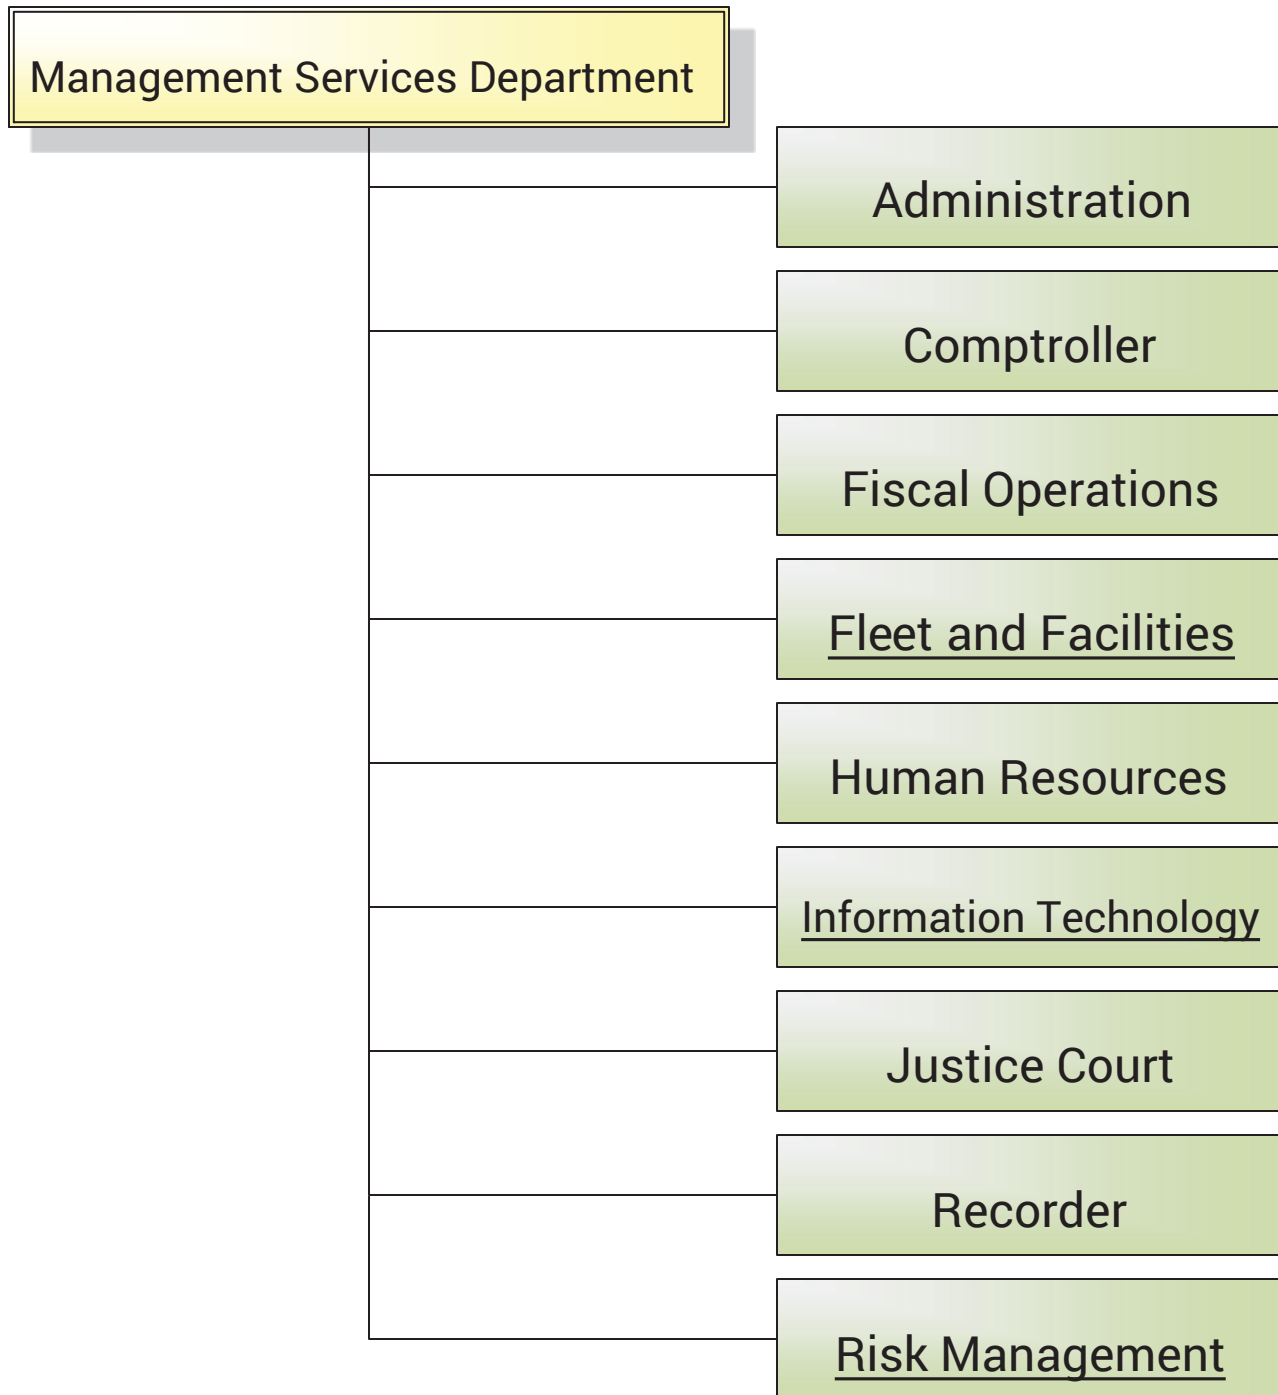 Management Services Department
Administration
Comptroller
Fiscal Operations
Fleet and Facilities
Human Resources
Information Technology
Justice Court
Recorder
Risk Management